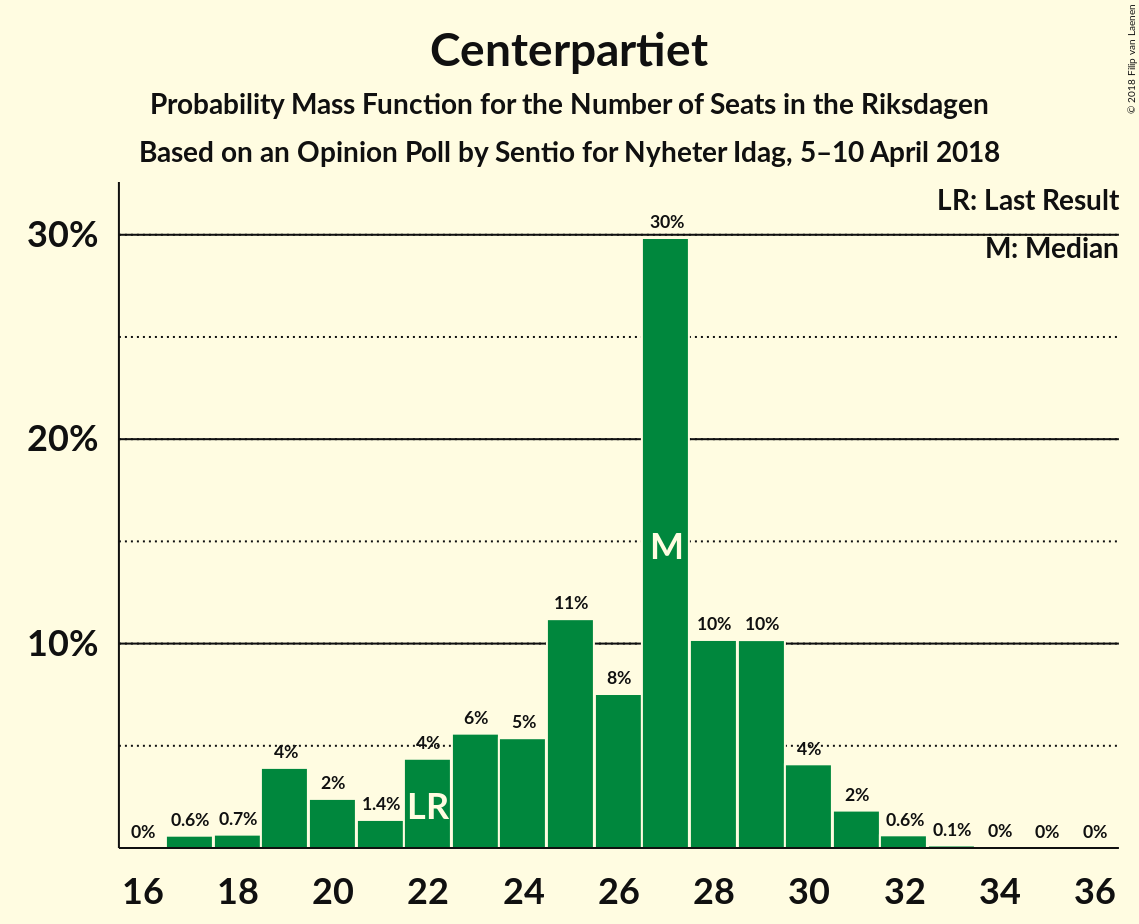 Centerpartiet
Probability Mass Function for the Number of Seats in the Riksdagen
Based on an Opinion Poll by Sentio for Nyheter Idag, 5–10 April 2018
© 2018 Filip van Laenen
LR: Last Result
M: Median
30%
20%
10%
0%
0.6%
0.7%
4%
2%
1.4%
4%
6%
5%
11%
8%
30%
10%
10%
4%
2%
0.6%
0.1%
0%
0%
0%
LR
M
16 18 20 22 24 26 28 30 32 34 36